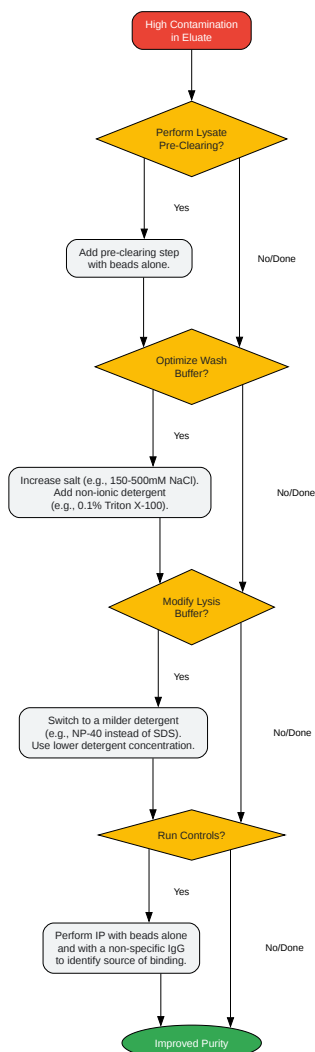 High Contamination
in Eluate
Perform Lysate
Pre-Clearing?
Yes
Add pre-clearing step
with beads alone.
No/Done
Optimize Wash
Buffer?
Yes
Increase salt (e.g., 150-500mM NaCl).
Add non-ionic detergent
(e.g., 0.1% Triton X-100).
No/Done
Modify Lysis
Buffer?
Yes
Switch to a milder detergent
(e.g., NP-40 instead of SDS).
Use lower detergent concentration.
No/Done
Run Controls?
Yes
Perform IP with beads alone
and with a non-specific IgG
to identify source of binding.
No/Done
Improved Purity